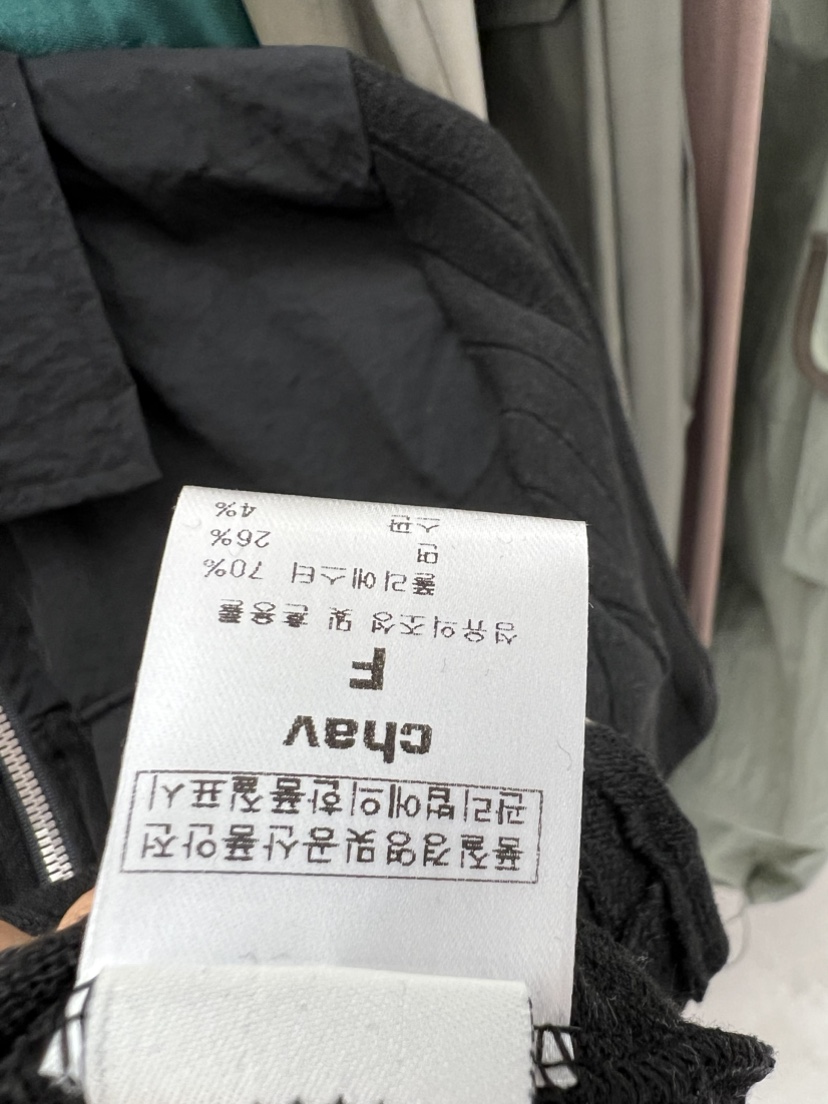 품질경영및공산품안전
관리법에의한품질표시
chav
F
섬유의조성 및 혼용률
폴리에스터 70%
면 26%
스판 4%